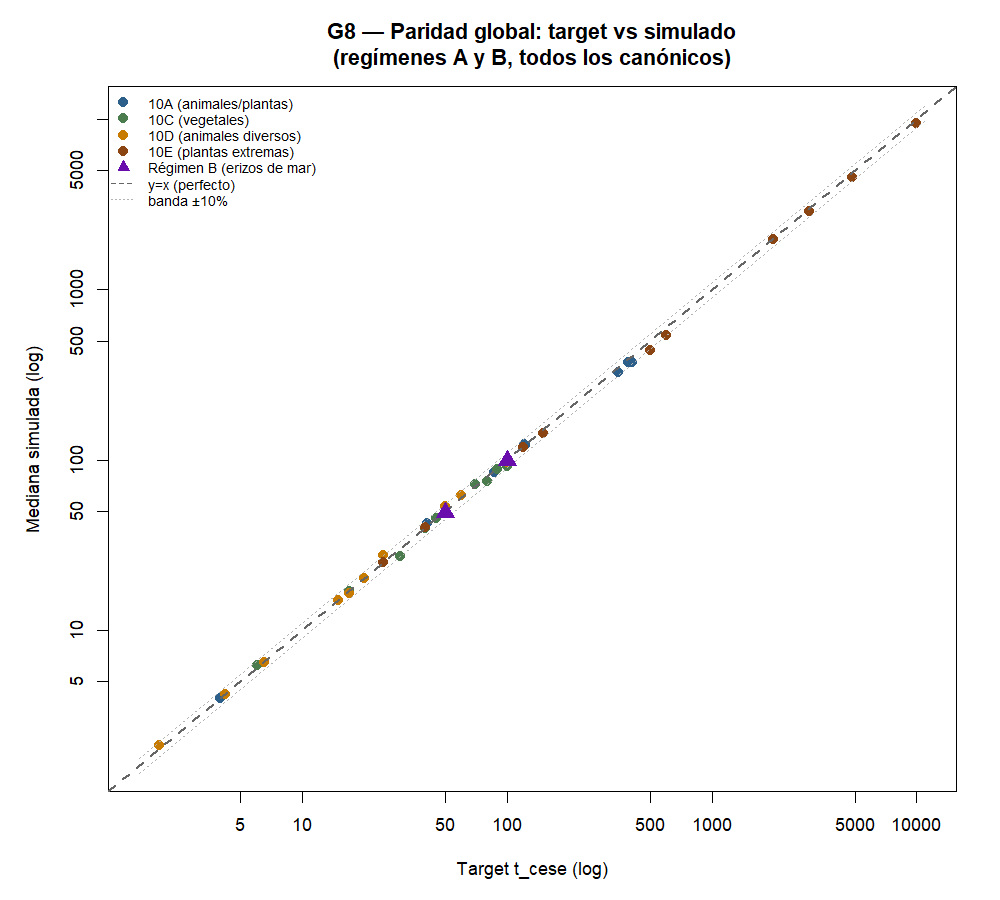 G8 — Paridad global: target vs simulado
(regímenes A y B, todos los canónicos)
10A (animales/plantas)
10C (vegetales)
10D (animales diversos)
10E (plantas extremas)
Régimen B (erizos de mar)
y=x (perfecto)
banda ±10%
Mediana simulada (log)
5000
1000
500
100
50
10
5
5 10 50 100 500 1000 5000 10000
Target t_cese (log)